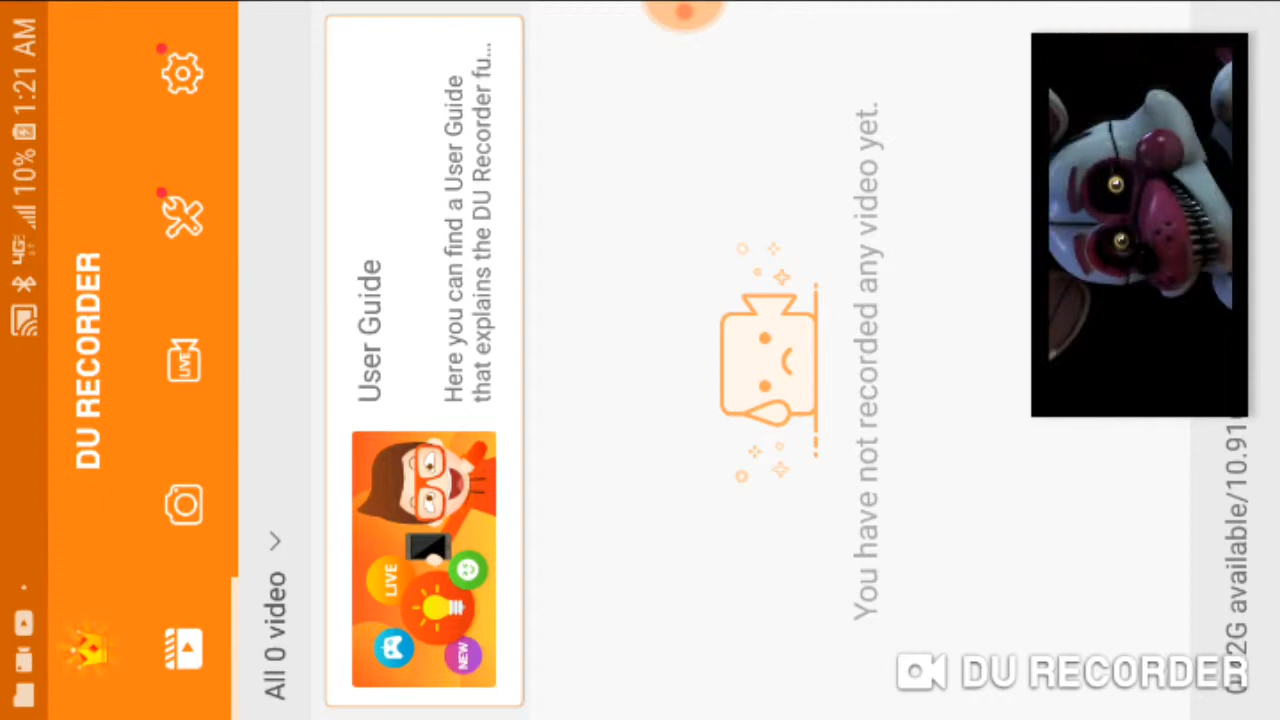 4G 10% 1:21 AM
DU RECORDER
LIVE
All 0 video
LIVE
NEW
User Guide
Here you can find a User Guide
that explains the DU Recorder fu...
You have not recorded any video yet.
2G available/10.91
DU RECORDER